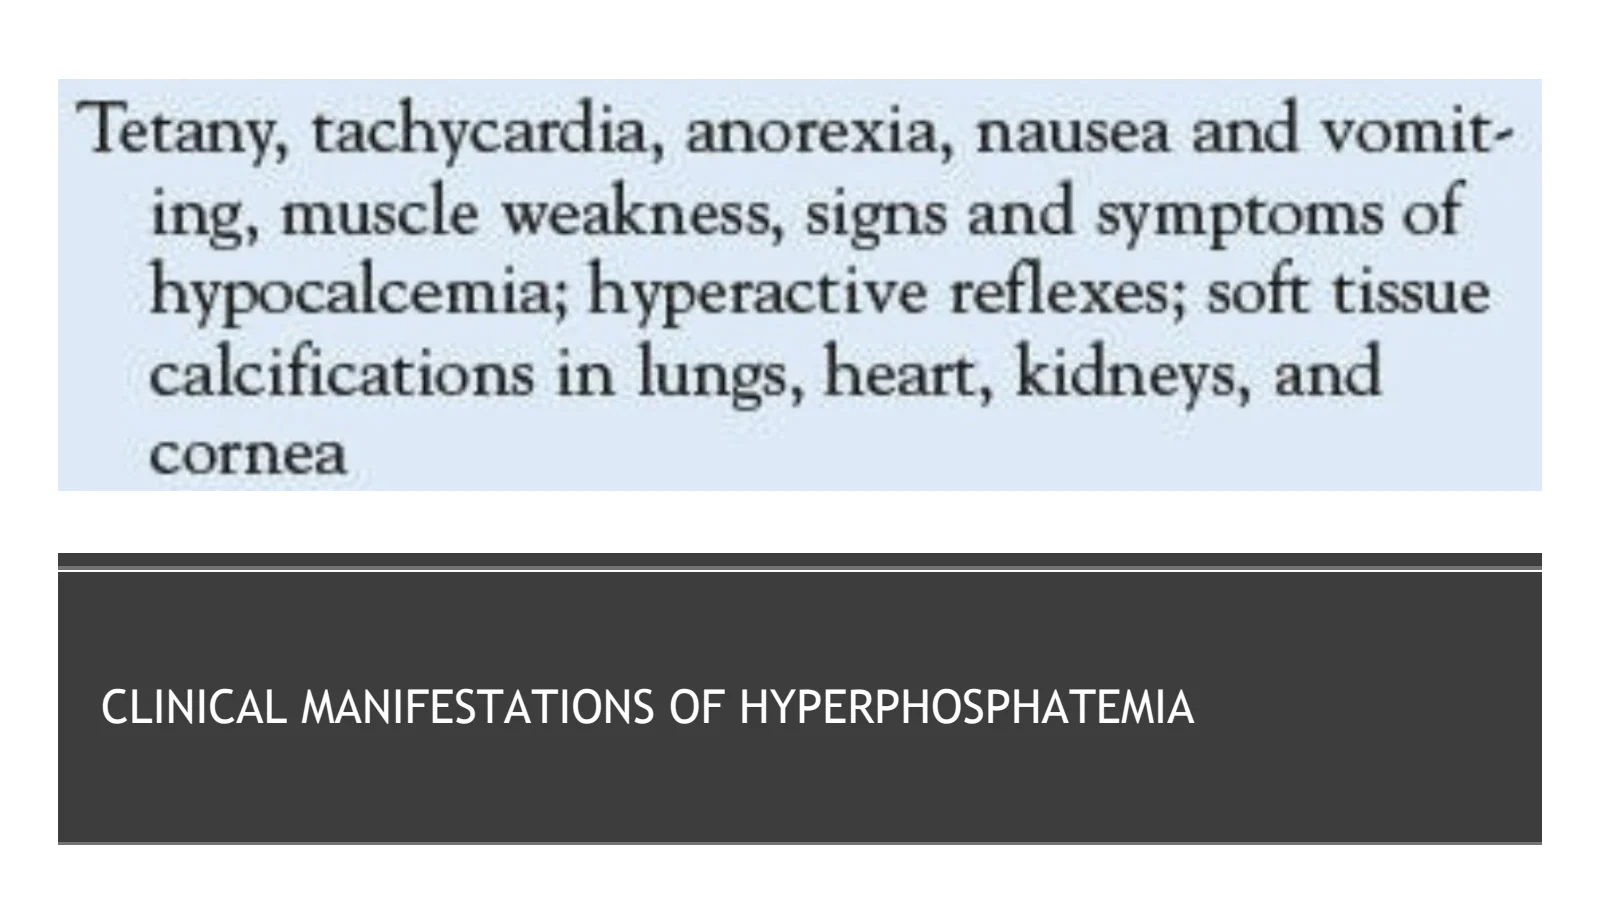 Tetany, tachycardia, anorexia, nausea and vomit-
ing, muscle weakness, signs and symptoms of
hypocalcemia; hyperactive reflexes; soft tissue
calcifications in lungs, heart, kidneys, and
cornea
CLINICAL MANIFESTATIONS OF HYPERPHOSPHATEMIA